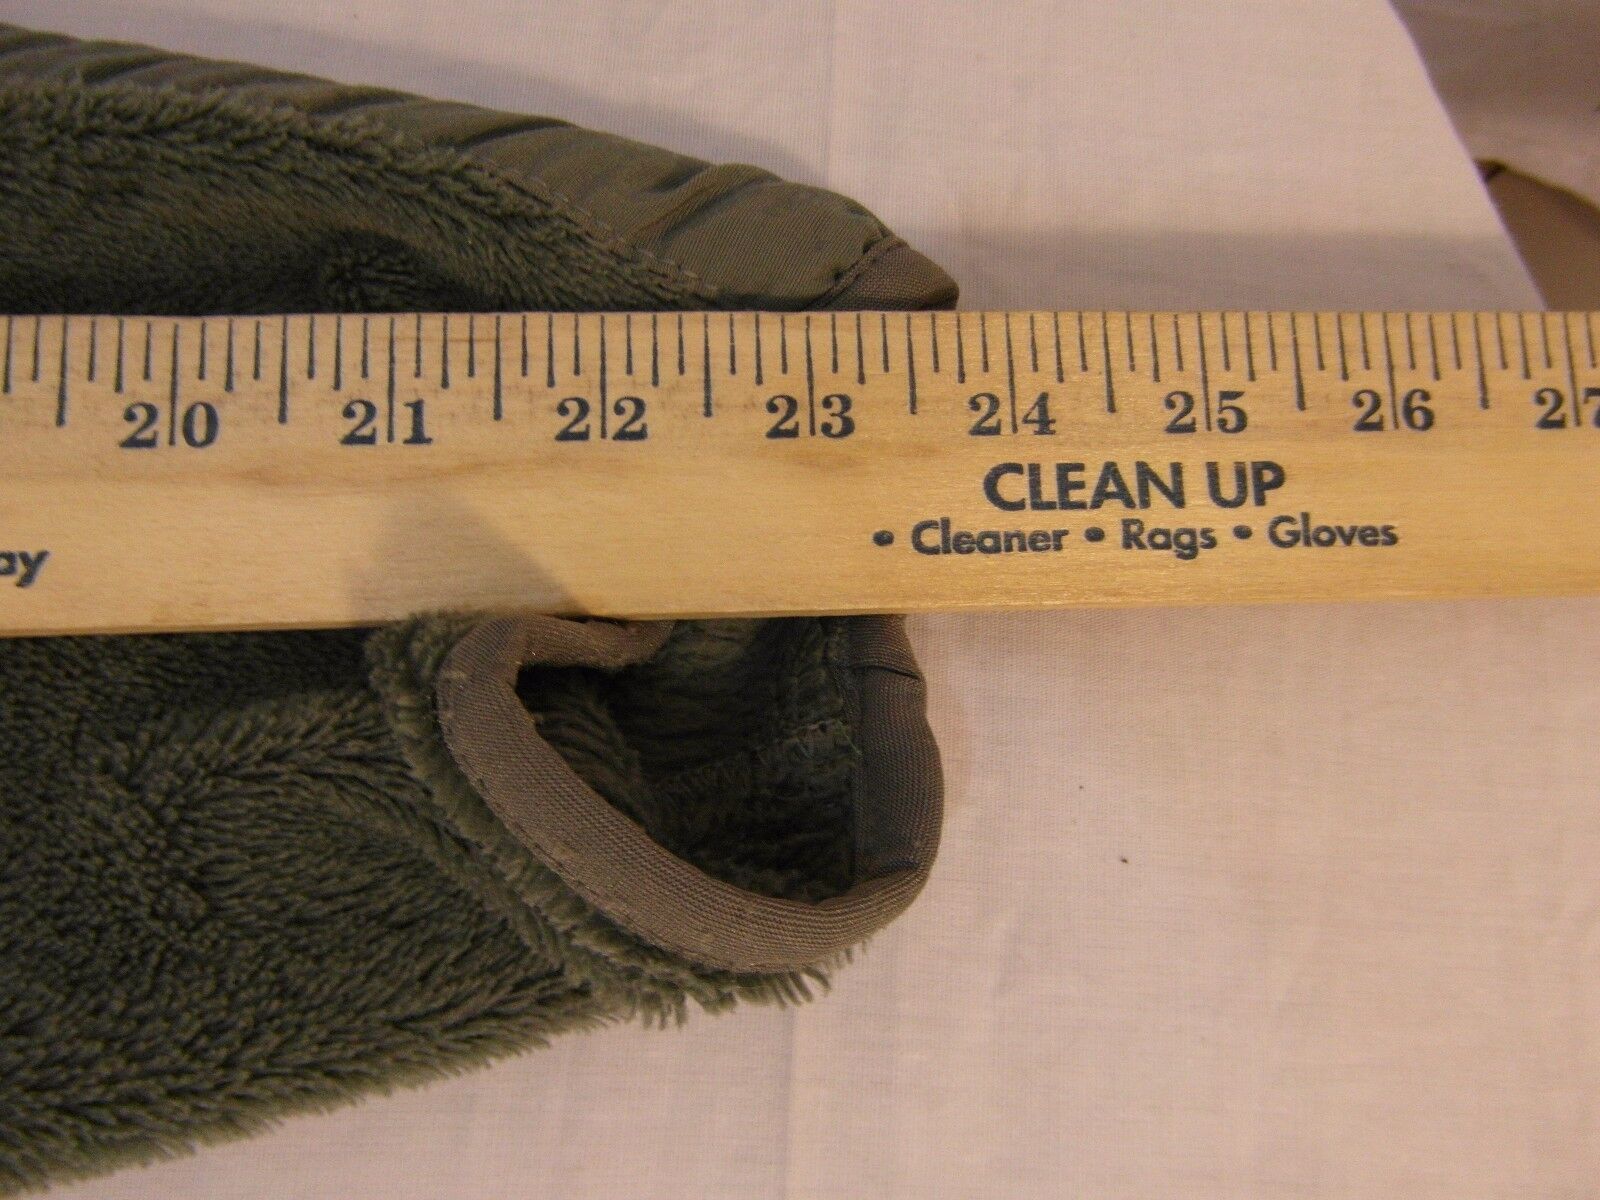 20 21 22 23 24 25 26 27
CLEAN UP
• Cleaner • Rags • Gloves
ay